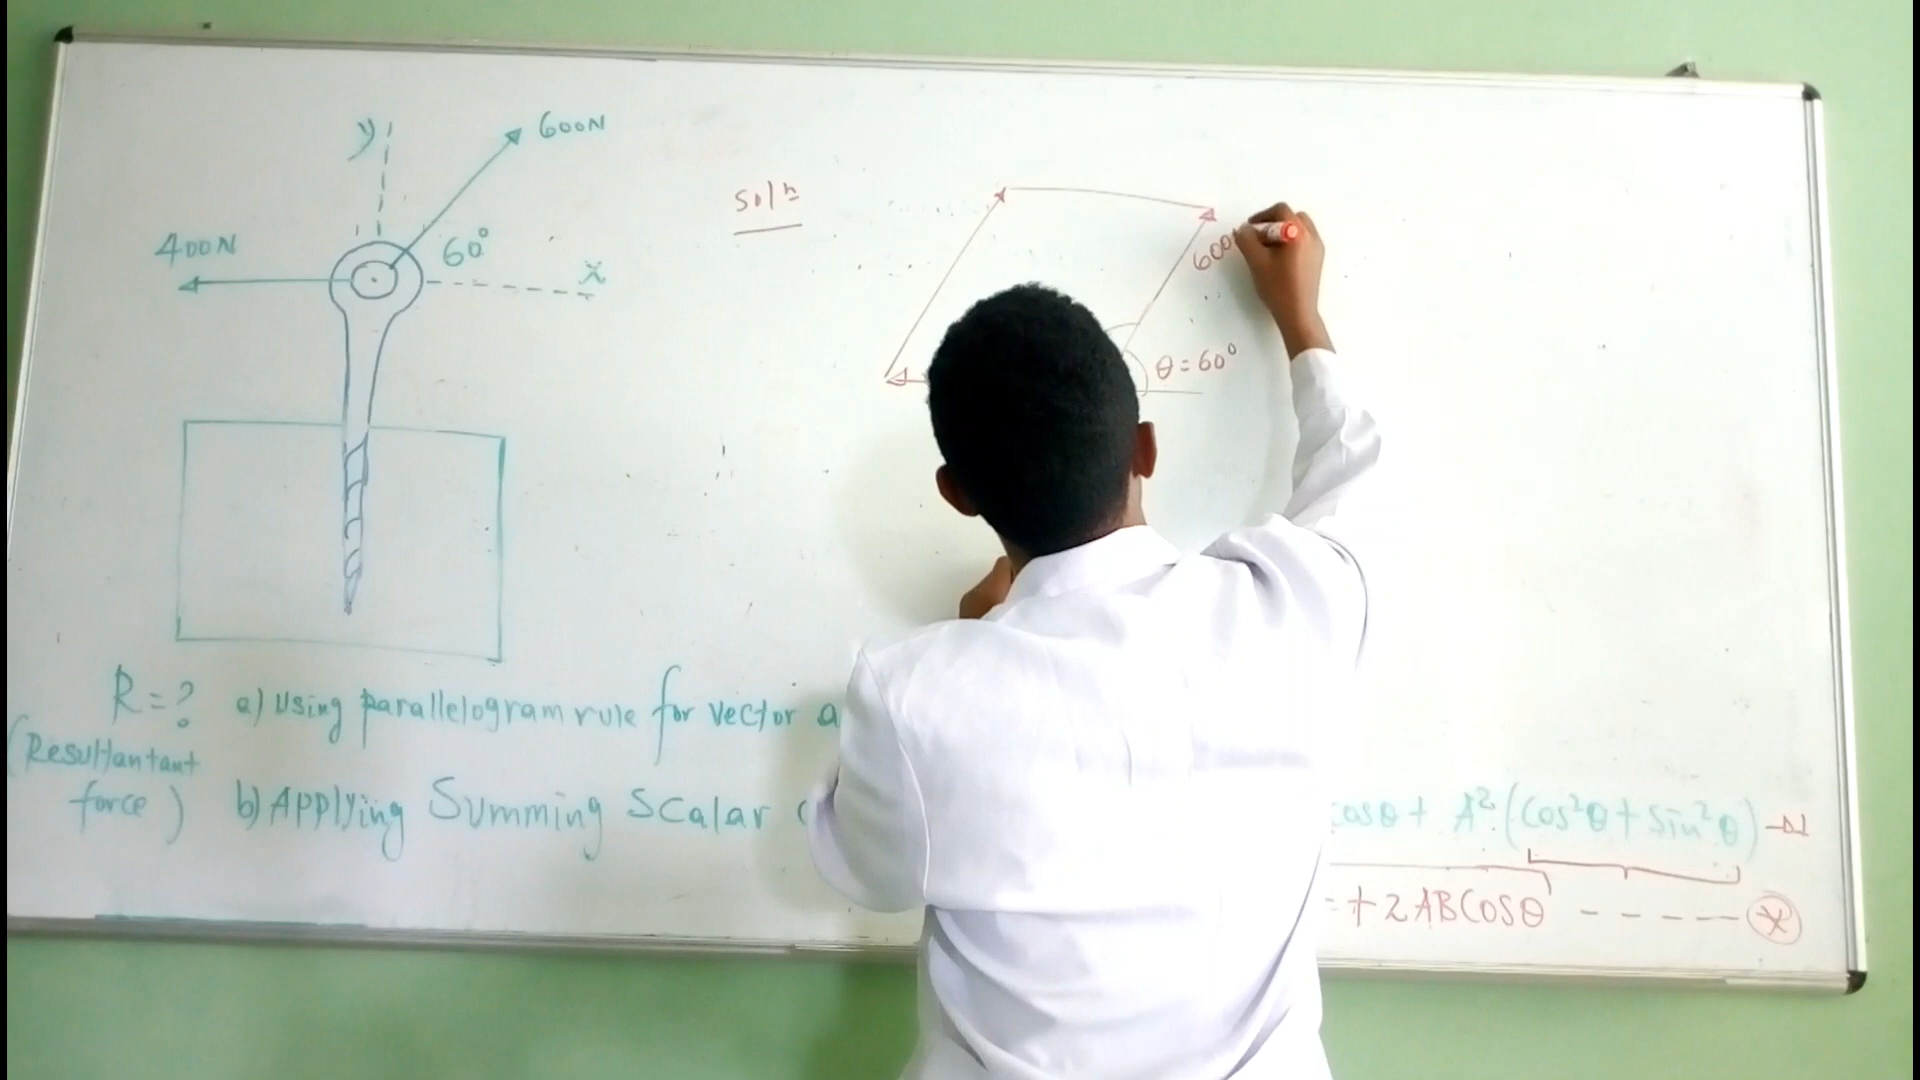 y
600N
400N
60°
x
Solⁿ
600
θ = 60°
R = ? a) Using parallelogram rule for vector a
(Resultantant
force) b) Applying Summing Scalar
cosθ + A² (cos²θ + sin²θ)
= +2ABCosθ - - - - -